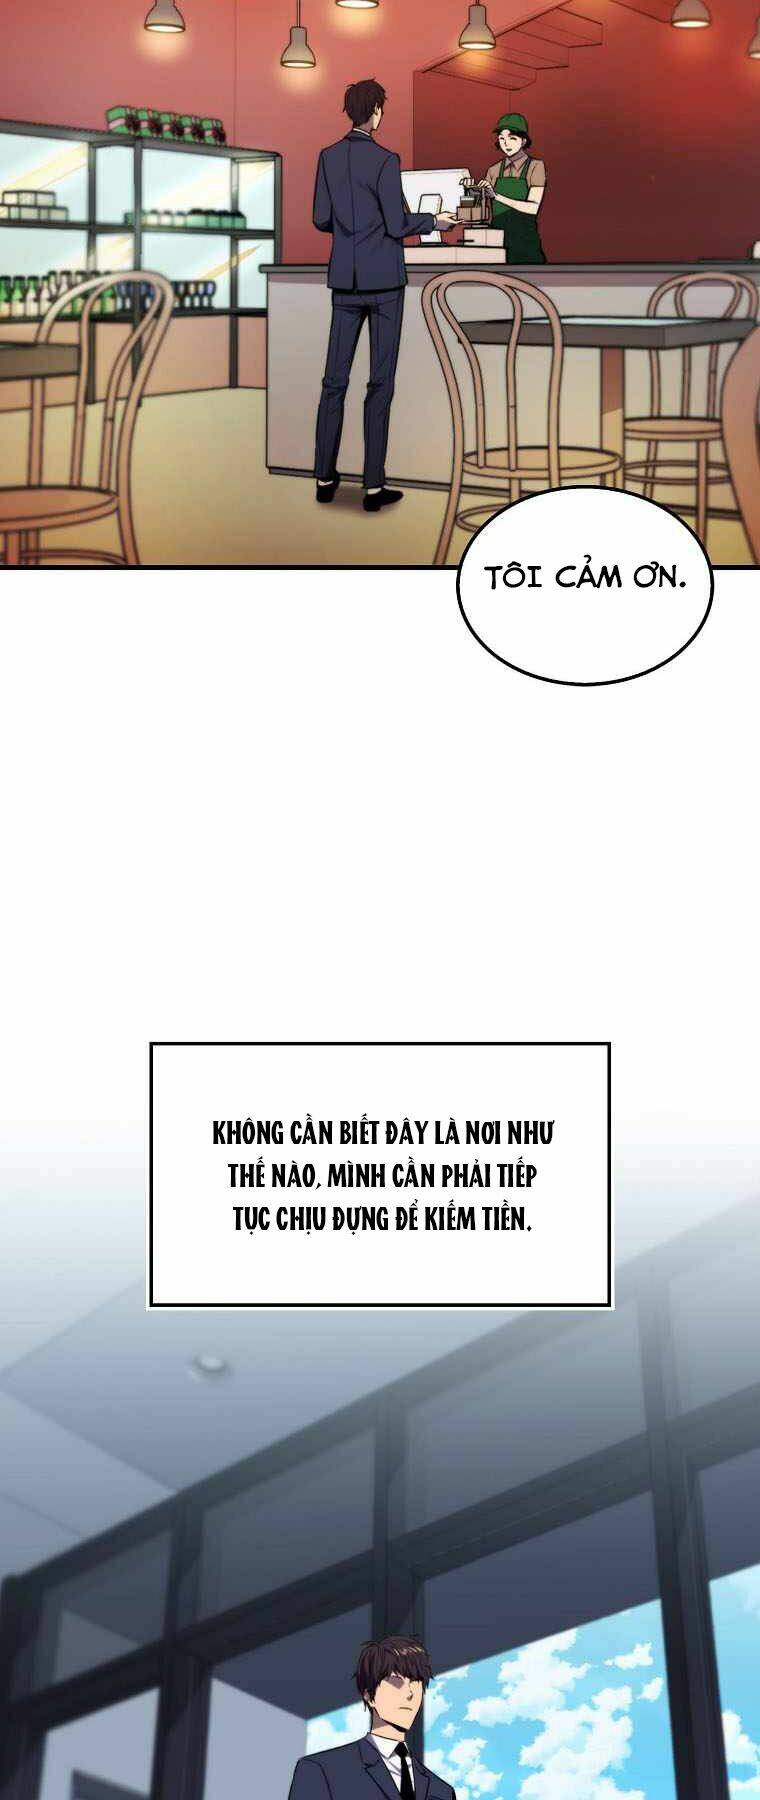 TÔI CẢM ƠN.
KHÔNG CẦN BIẾT ĐÂY LÀ NƠI NHƯ
THẾ NÀO, MÌNH CẦN PHẢI TIẾP
TỤC CHỊU ĐỰNG ĐỂ KIẾM TIỀN.